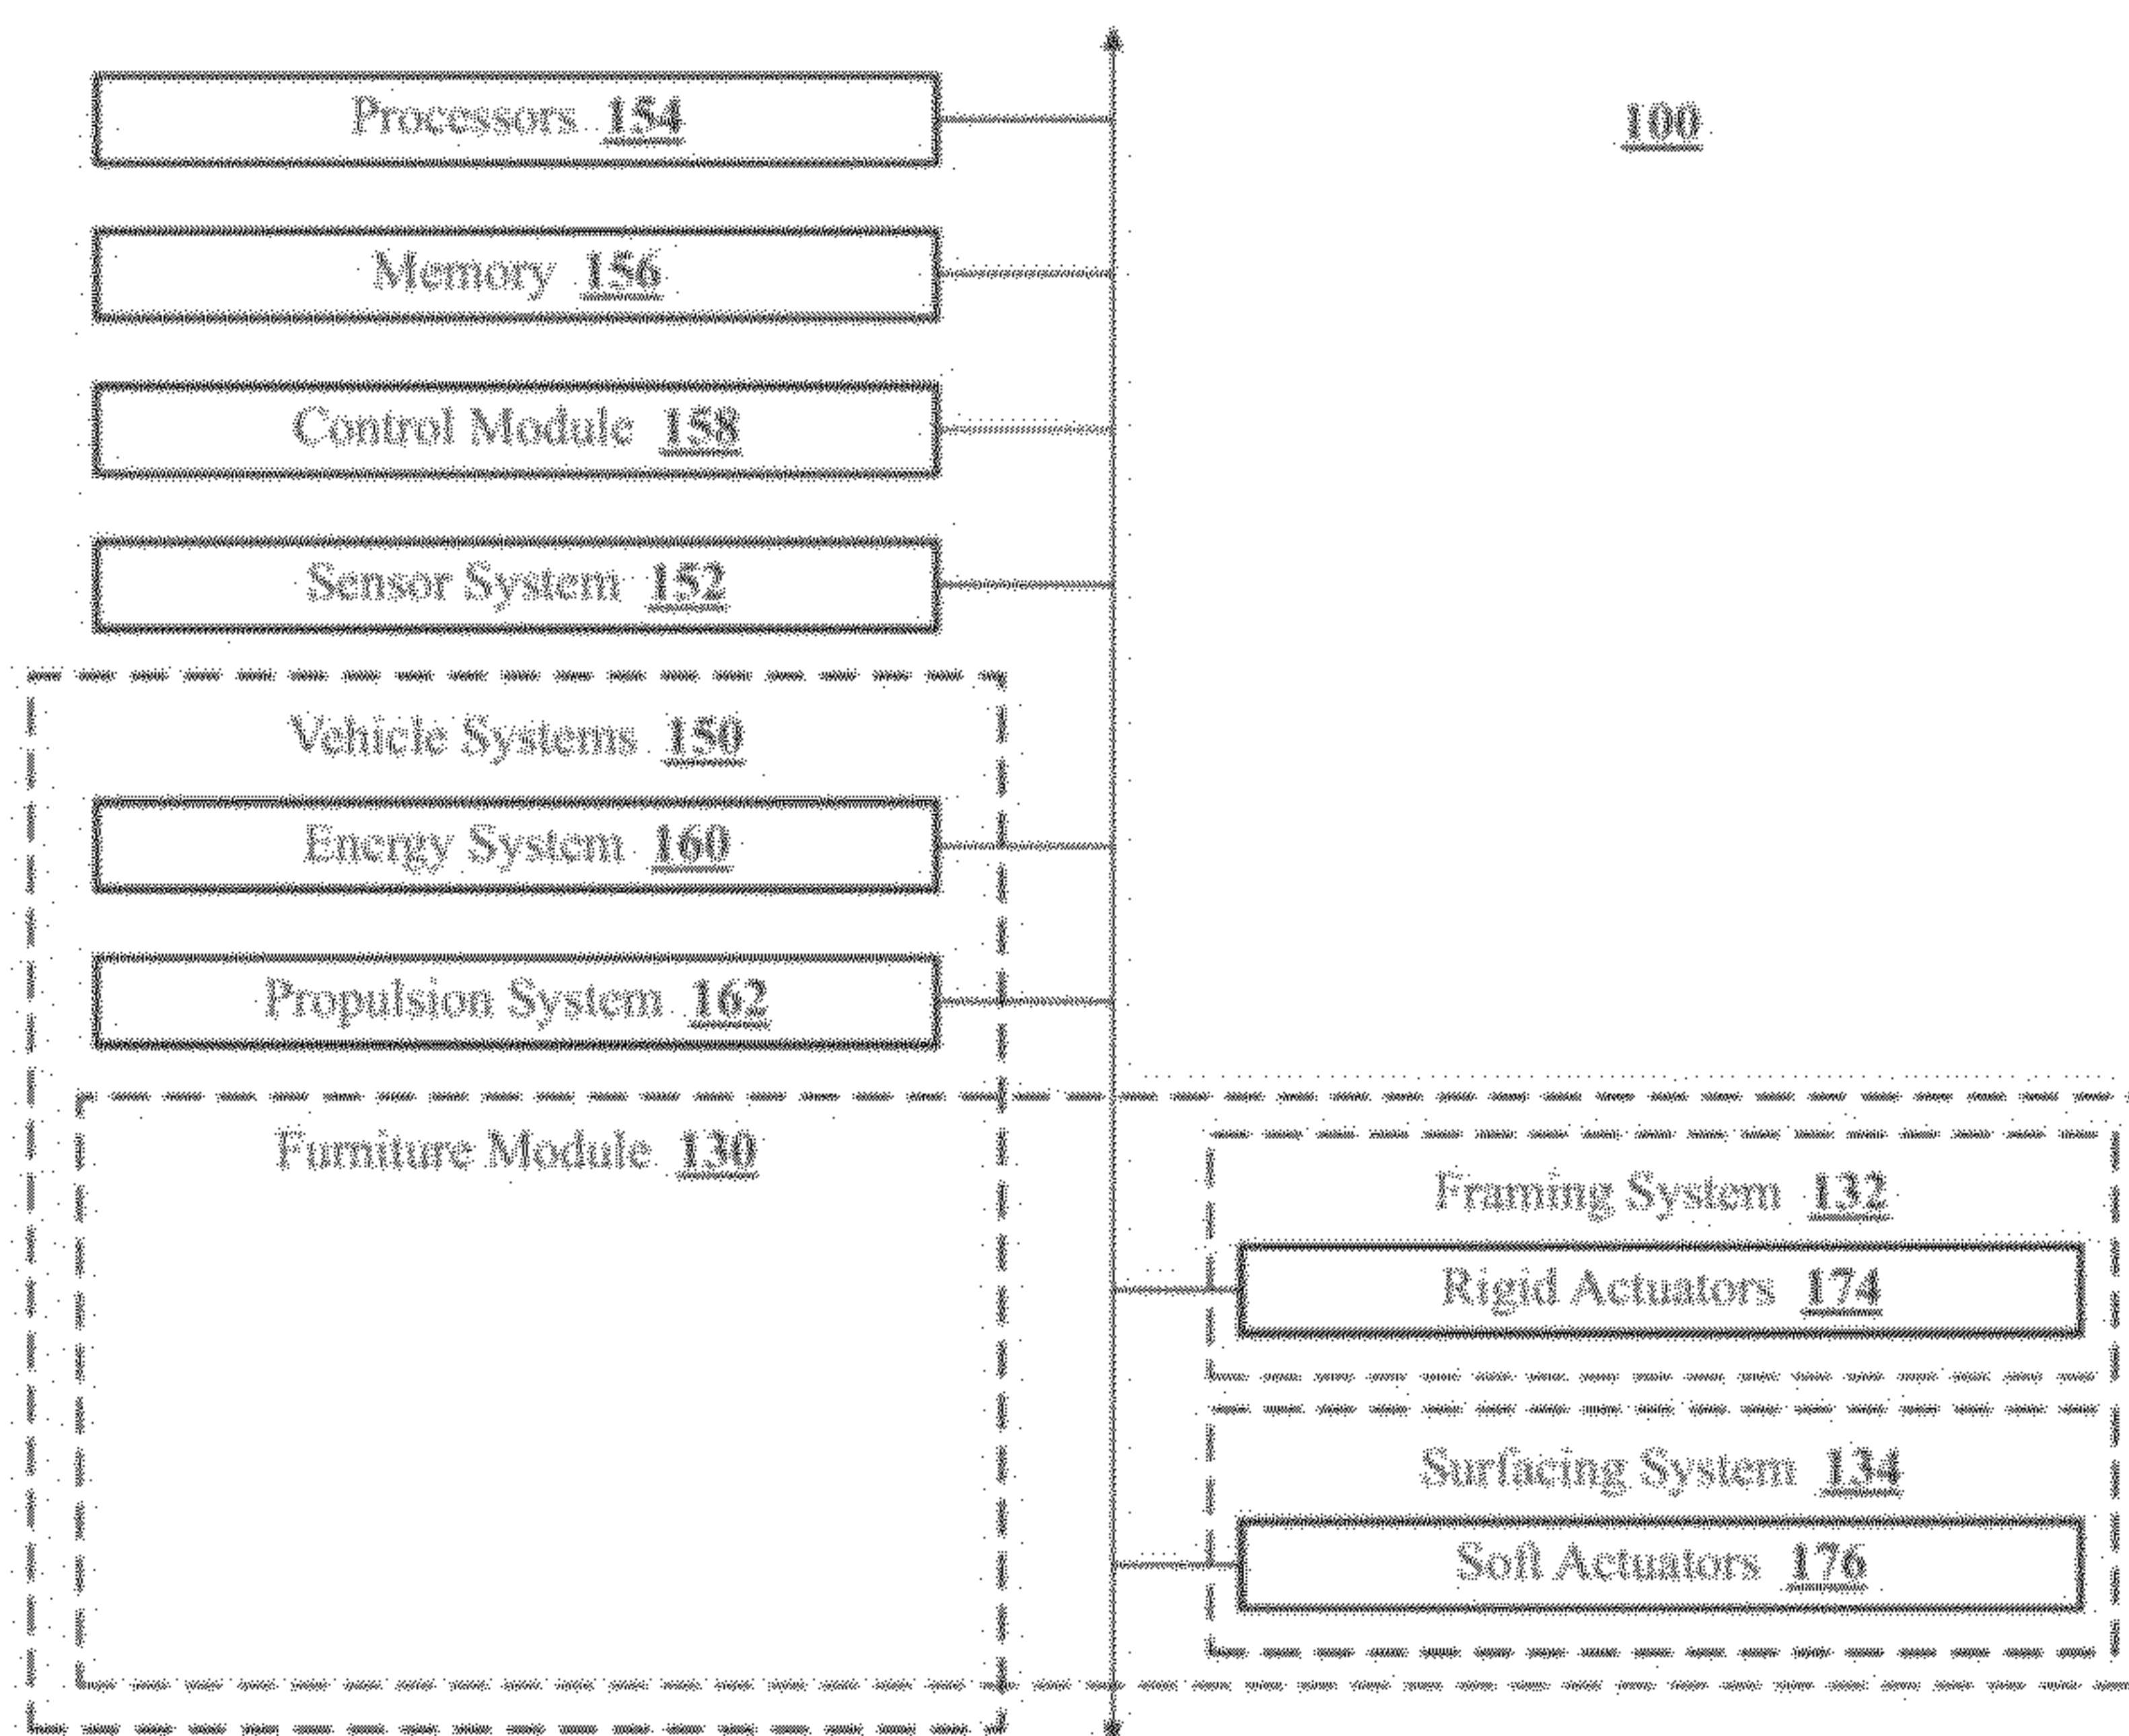 Processors 154
100
Memory 156
Control Module 158
Sensor System 152
Vehicle Systems 150
Energy System 160
Propulsion System 162
Furniture Module 130
Framing System 132
Rigid Actuators 174
Surfacing System 134
Soft Actuators 176